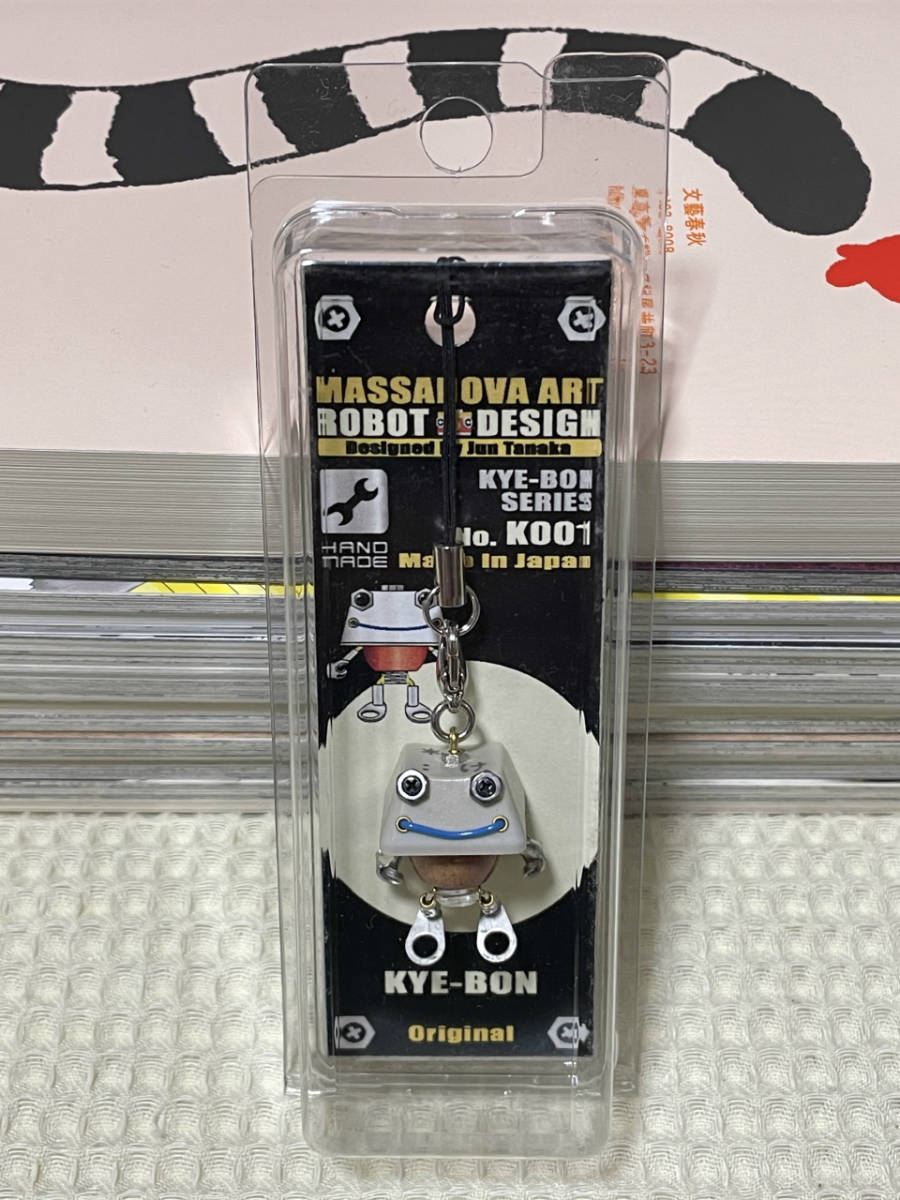 文藝春秋
MASSANOVA ART
ROBOT DESIGN
Designed by Jun Tanaka
KYE-BON
SERIES
No. K001
HAND
MADE
Made in Japan
KYE-BON
Original